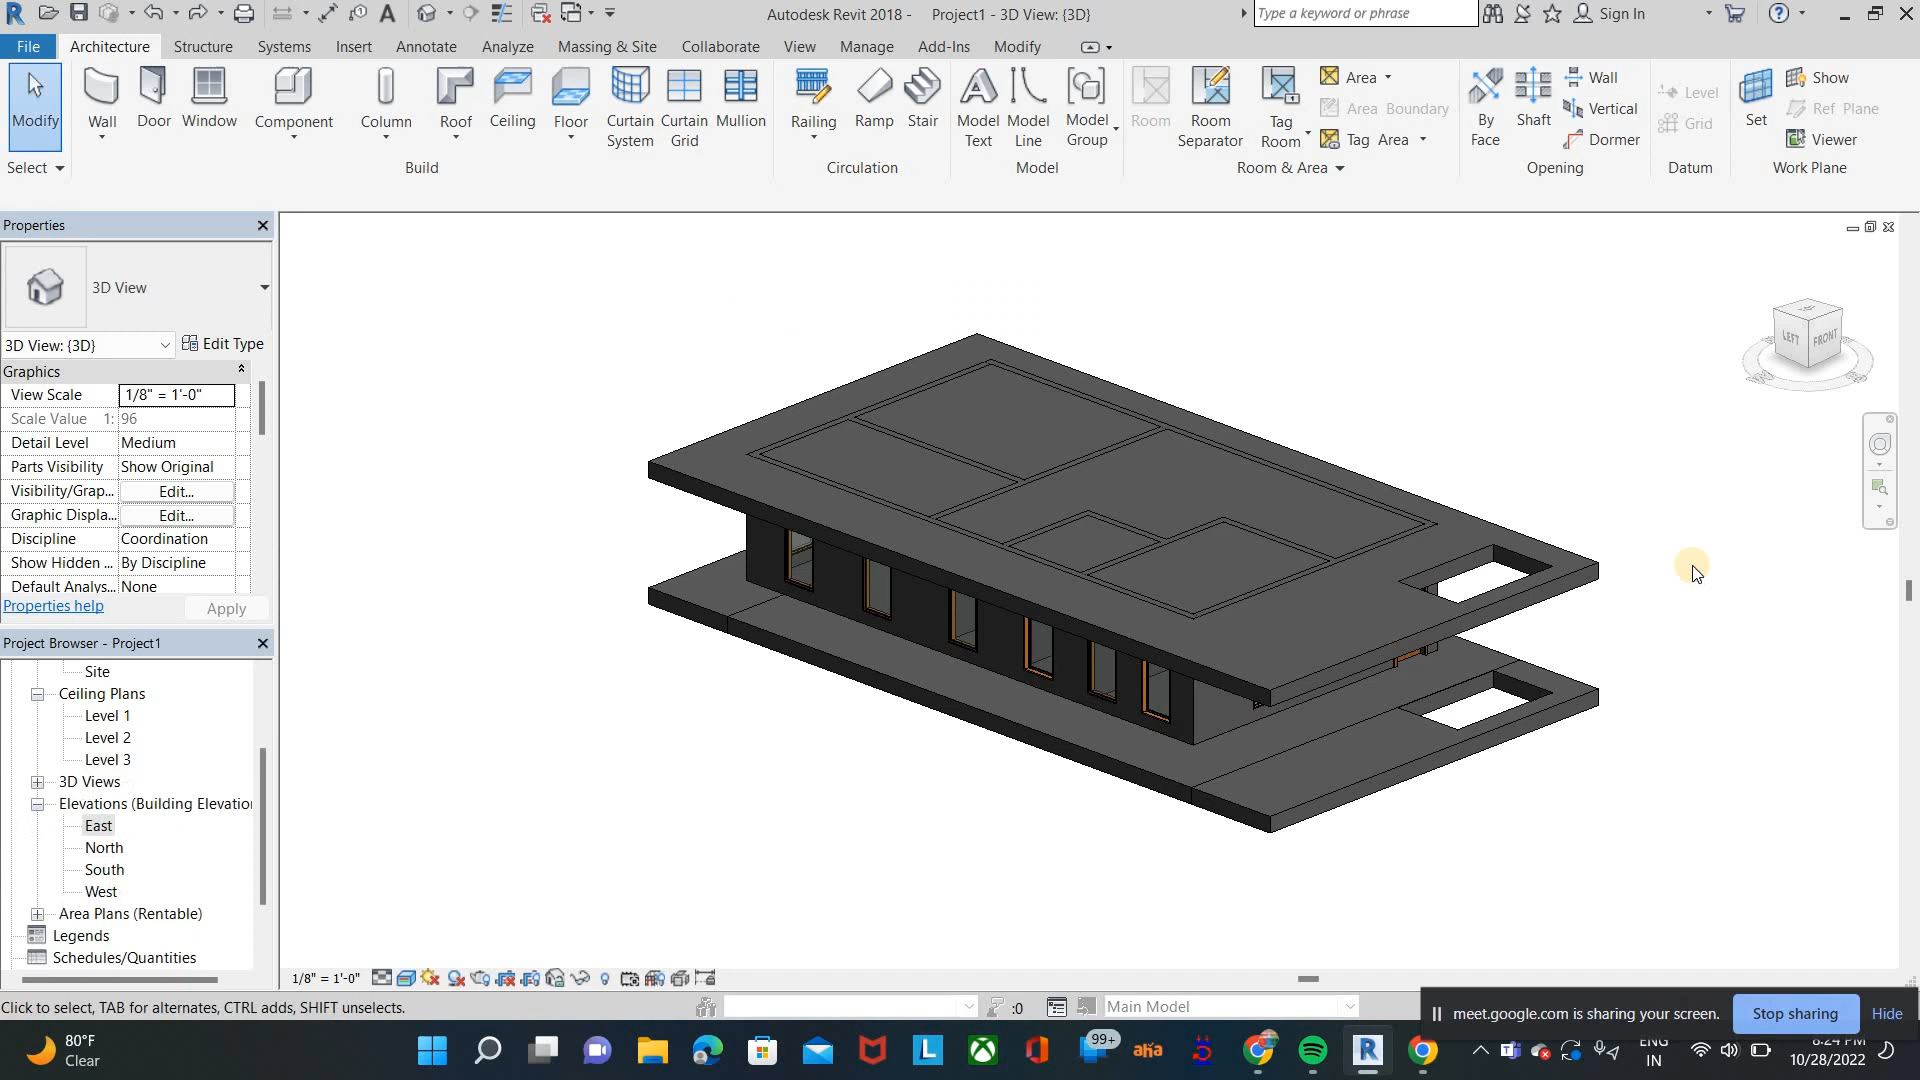 Autodesk Revit 2018 - Project1 - 3D View: {3D}
Type a keyword or phrase
Sign In
File Architecture Structure Systems Insert Annotate Analyze Massing & Site Collaborate View Manage Add-Ins Modify
Modify
Wall
Door
Window
Component
Column
Roof
Ceiling
Floor
Curtain System
Curtain Grid
Mullion
Railing
Ramp
Stair
Model Text
Model Line
Model Group
Room
Room Separator
Tag Room
Area
Area Boundary
Tag Area
By Face
Shaft
Wall
Vertical
Dormer
Level
Grid
Set
Show
Ref Plane
Viewer
Select Build Circulation Model Room & Area Opening Datum Work Plane
Properties
3D View
3D View: {3D} Edit Type
Graphics
View Scale 1/8" = 1'-0"
Scale Value 1: 96
Detail Level Medium
Parts Visibility Show Original
Visibility/Grap... Edit...
Graphic Displa... Edit...
Discipline Coordination
Show Hidden ... By Discipline
Default Analys... None
Properties help Apply
Project Browser - Project1
Site
Ceiling Plans
Level 1
Level 2
Level 3
3D Views
Elevations (Building Elevatio
East
North
South
West
Area Plans (Rentable)
Legends
Schedules/Quantities
LEFT FRONT
1/8" = 1'-0"
Click to select, TAB for alternates, CTRL adds, SHIFT unselects.
:0
Main Model
meet.google.com is sharing your screen. Stop sharing Hide
80°F
Clear
99+
aha
ENG
IN
8:24 PM
10/28/2022